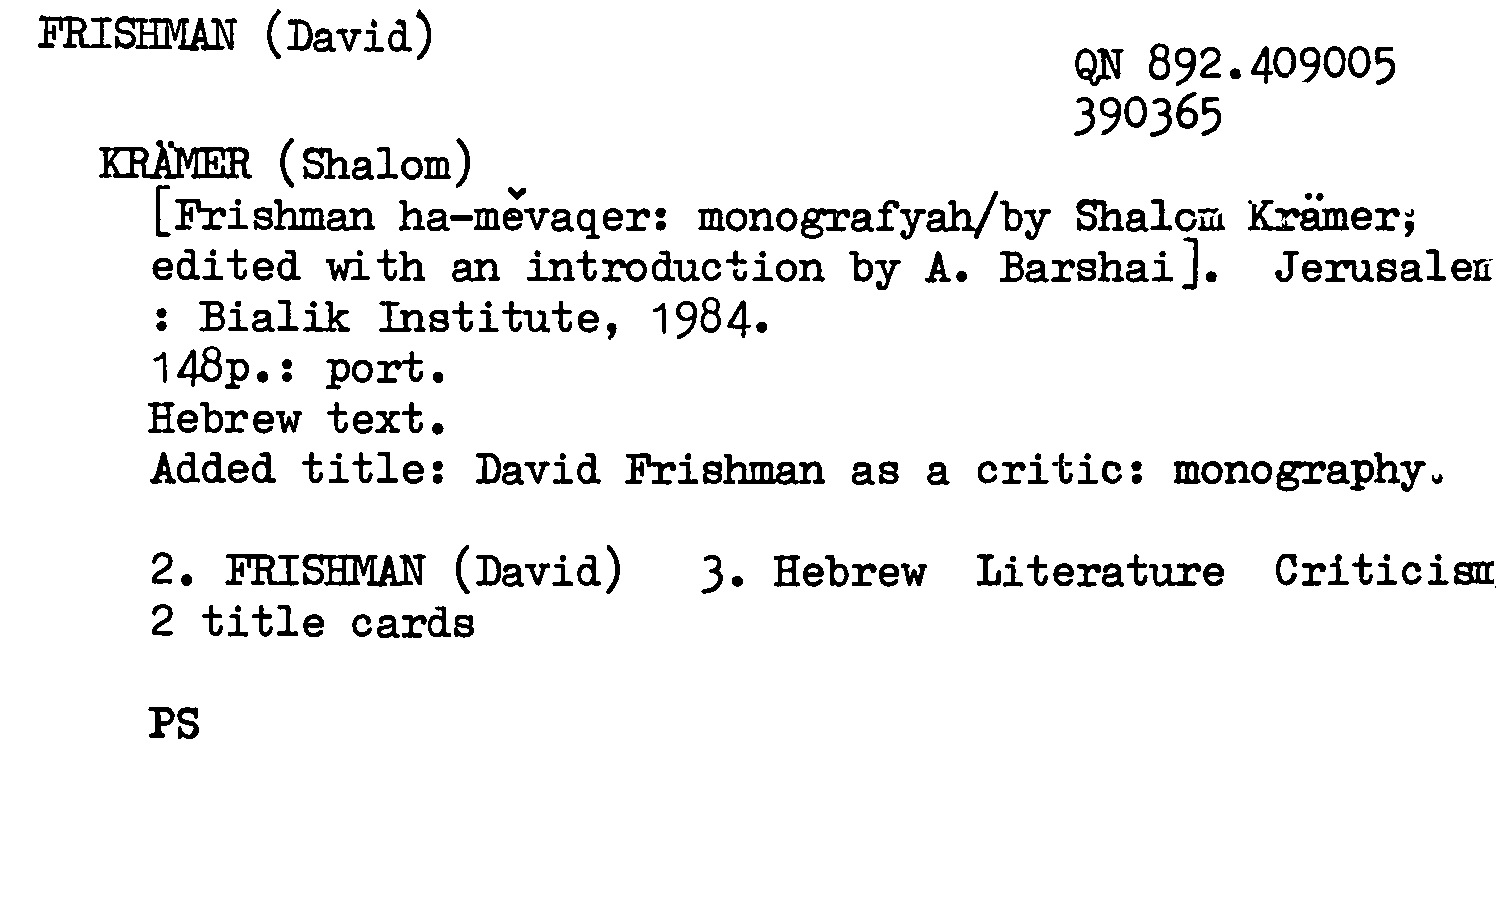 FRISHMAN (David)
QN 892.409005
390365
KRÄMER (Shalom)
[Frishman ha-měvaqer: monografyah/by Shalom Krämer;
edited with an introduction by A. Barshai]. Jerusalem
: Bialik Institute, 1984.
148p.: port.
Hebrew text.
Added title: David Frishman as a critic: monography.
2. FRISHMAN (David) 3. Hebrew Literature Criticism
2 title cards
PS